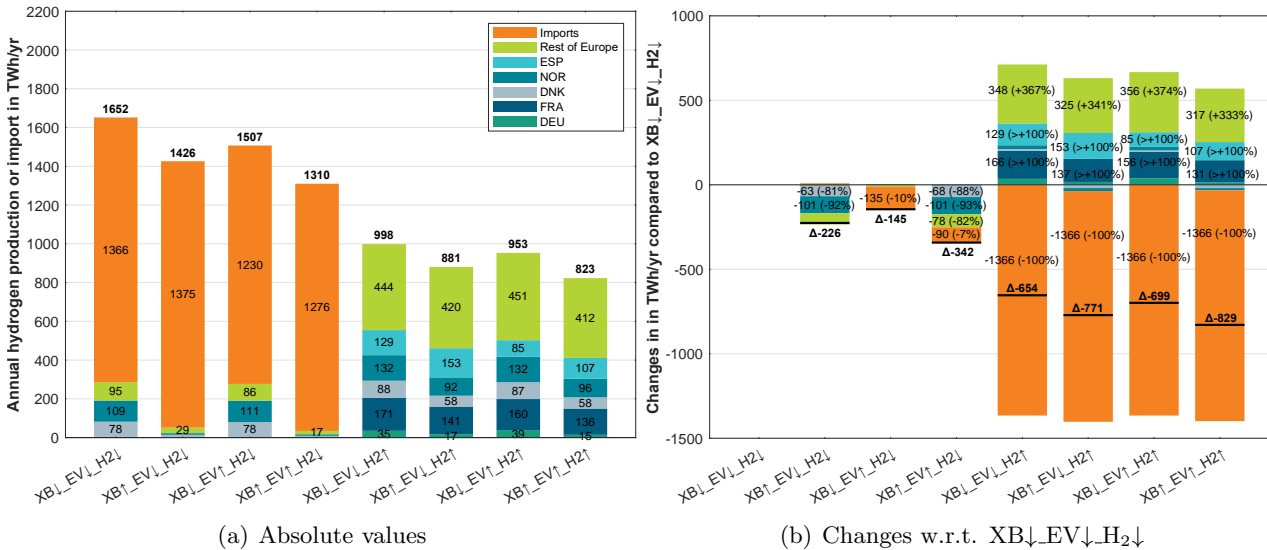 Annual hydrogen production or import in TWh/yr
2200
2000
1800
1600
1400
1200
1000
800
600
400
200
0
Imports
Rest of Europe
ESP
NOR
DNK
FRA
DEU
1652
1366
95
109
78
1426
1375
29
1507
1230
86
111
78
1310
1276
17
998
444
129
132
88
171
35
881
420
153
92
58
141
17
953
451
85
132
87
160
39
823
412
107
96
58
136
15
XB↓_EV↓_H2↓
XB↑_EV↓_H2↓
XB↓_EV↑_H2↓
XB↑_EV↑_H2↓
XB↓_EV↓_H2↑
XB↑_EV↓_H2↑
XB↓_EV↑_H2↑
XB↑_EV↑_H2↑
(a) Absolute values
Changes in in TWh/yr compared to XB↓_EV↓_H2↓
1000
500
0
-500
-1000
-1500
-63 (-81%)
-101 (-92%)
Δ-226
-135 (-10%)
Δ-145
-68 (-88%)
-101 (-93%)
-78 (-82%)
-90 (-7%)
Δ-342
348 (+367%)
129 (>+100%)
166 (>+100%)
-1366 (-100%)
Δ-654
325 (+341%)
153 (>+100%)
137 (>+100%)
-1366 (-100%)
Δ-771
356 (+374%)
85 (>+100%)
156 (>+100%)
-1366 (-100%)
Δ-699
317 (+333%)
107 (>+100%)
131 (>+100%)
-1366 (-100%)
Δ-829
XB↓_EV↓_H2↓
XB↑_EV↓_H2↓
XB↓_EV↑_H2↓
XB↑_EV↑_H2↓
XB↓_EV↓_H2↑
XB↑_EV↓_H2↑
XB↓_EV↑_H2↑
XB↑_EV↑_H2↑
(b) Changes w.r.t. XB↓_EV↓_H₂↓